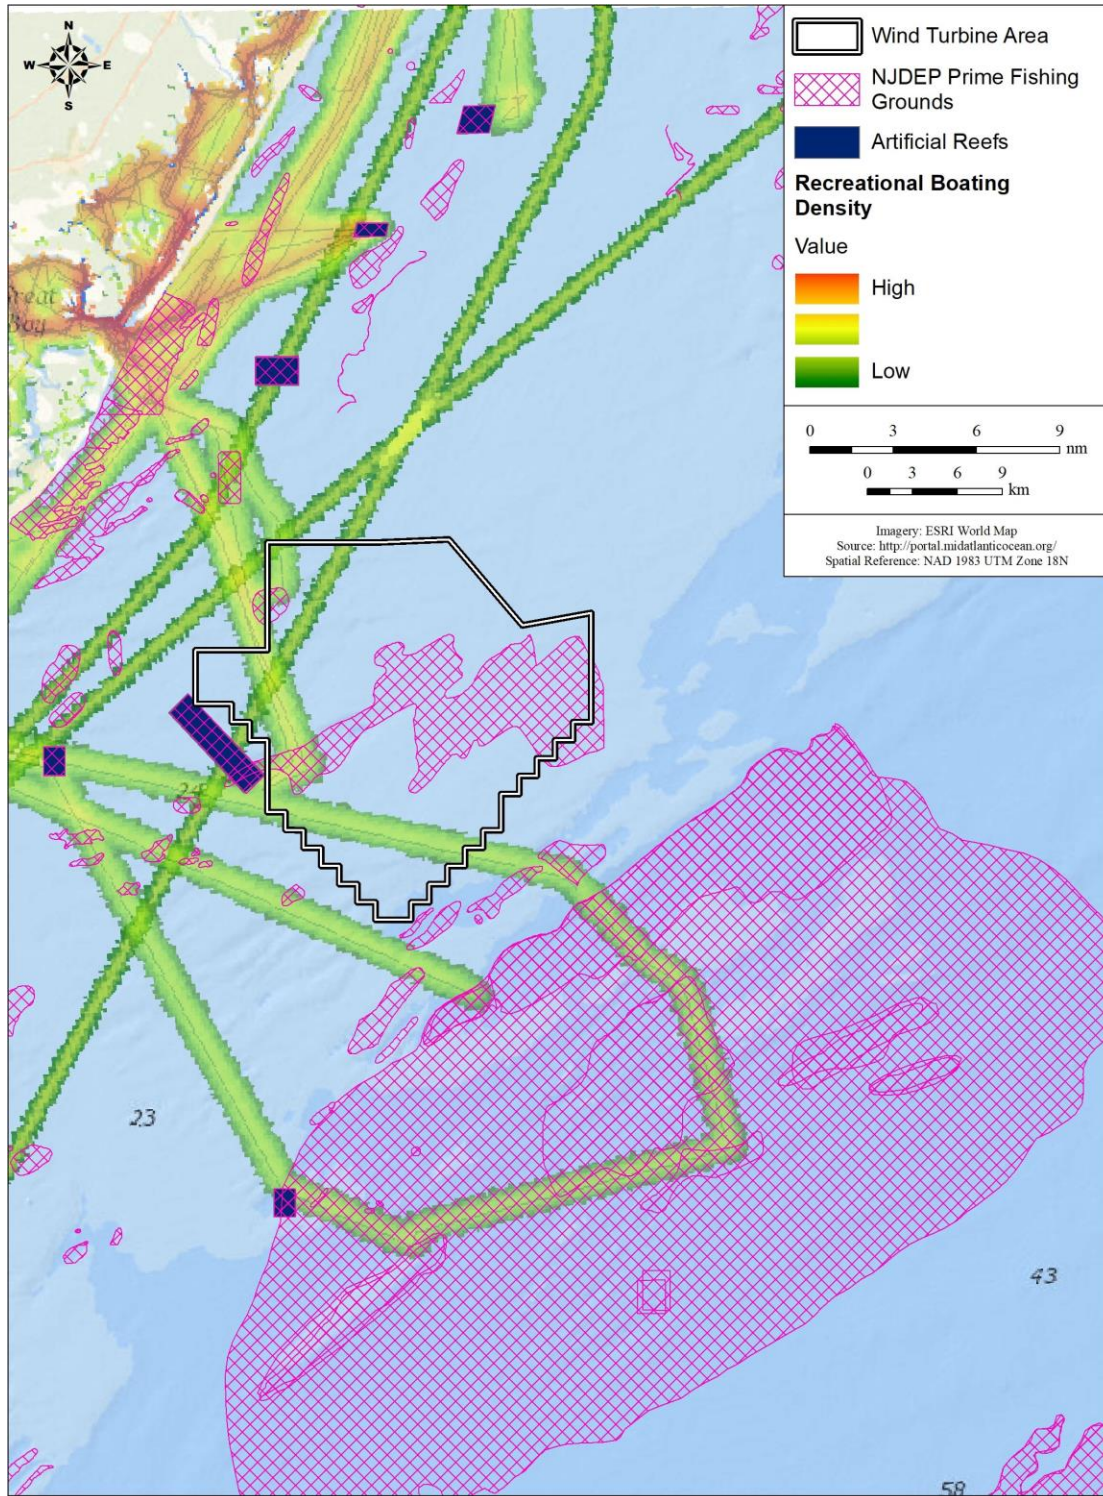 N
W E
S
Wind Turbine Area
NJDEP Prime Fishing
Grounds
Artificial Reefs
Recreational Boating
Density
Value
High
Low
0 3 6 9
nm
0 3 6 9
km
Imagery: ESRI World Map
Source: http://portal.midatlanticocean.org/
Spatial Reference: NAD 1983 UTM Zone 18N
Bay
24
23
43
58